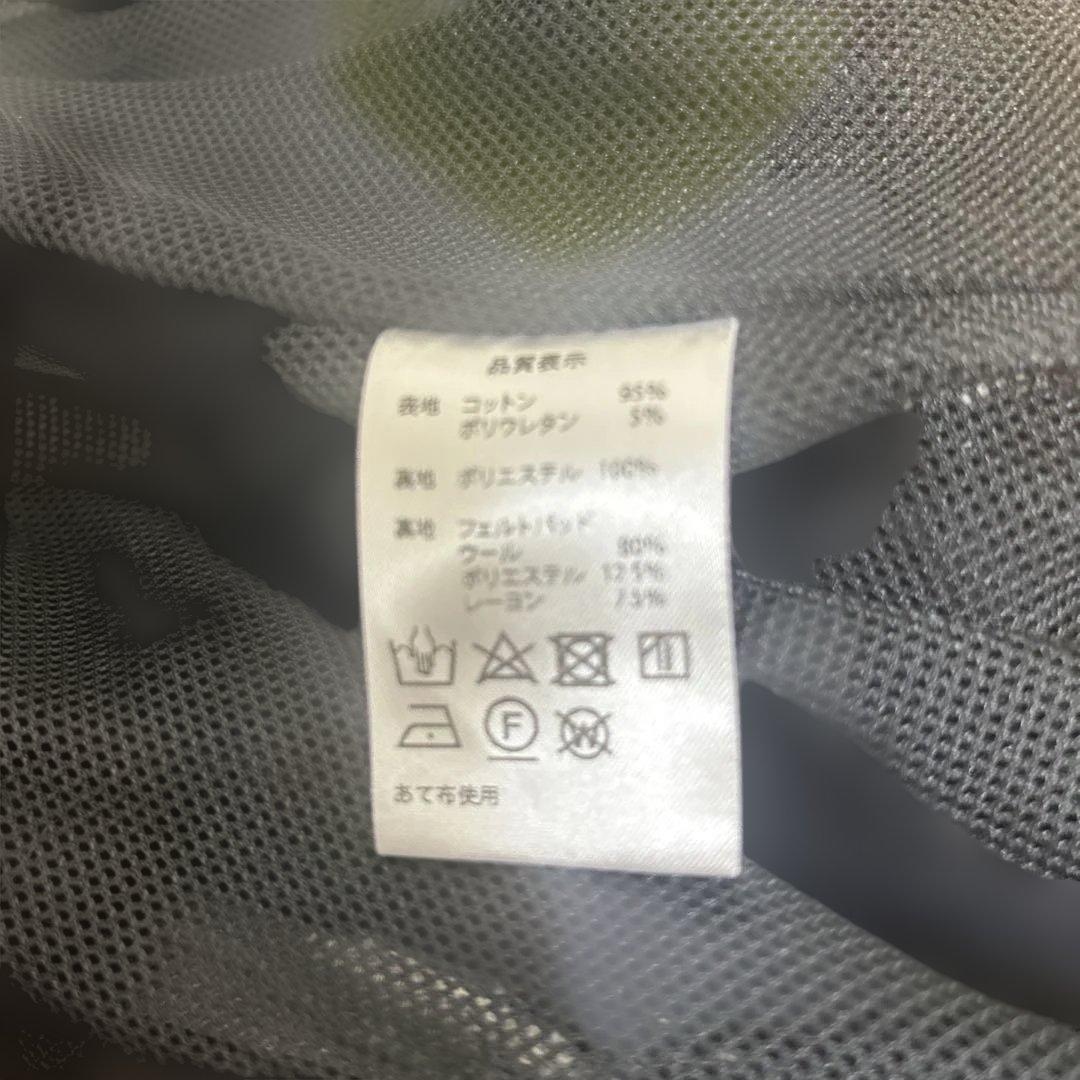 品質表示
表地 コットン 95%
ポリウレタン 5%
裏地 ポリエステル 100%
裏地 フェルトパッド
ウール 80%
ポリエステル 12.5%
レーヨン 7.5%
F
W
あて布使用